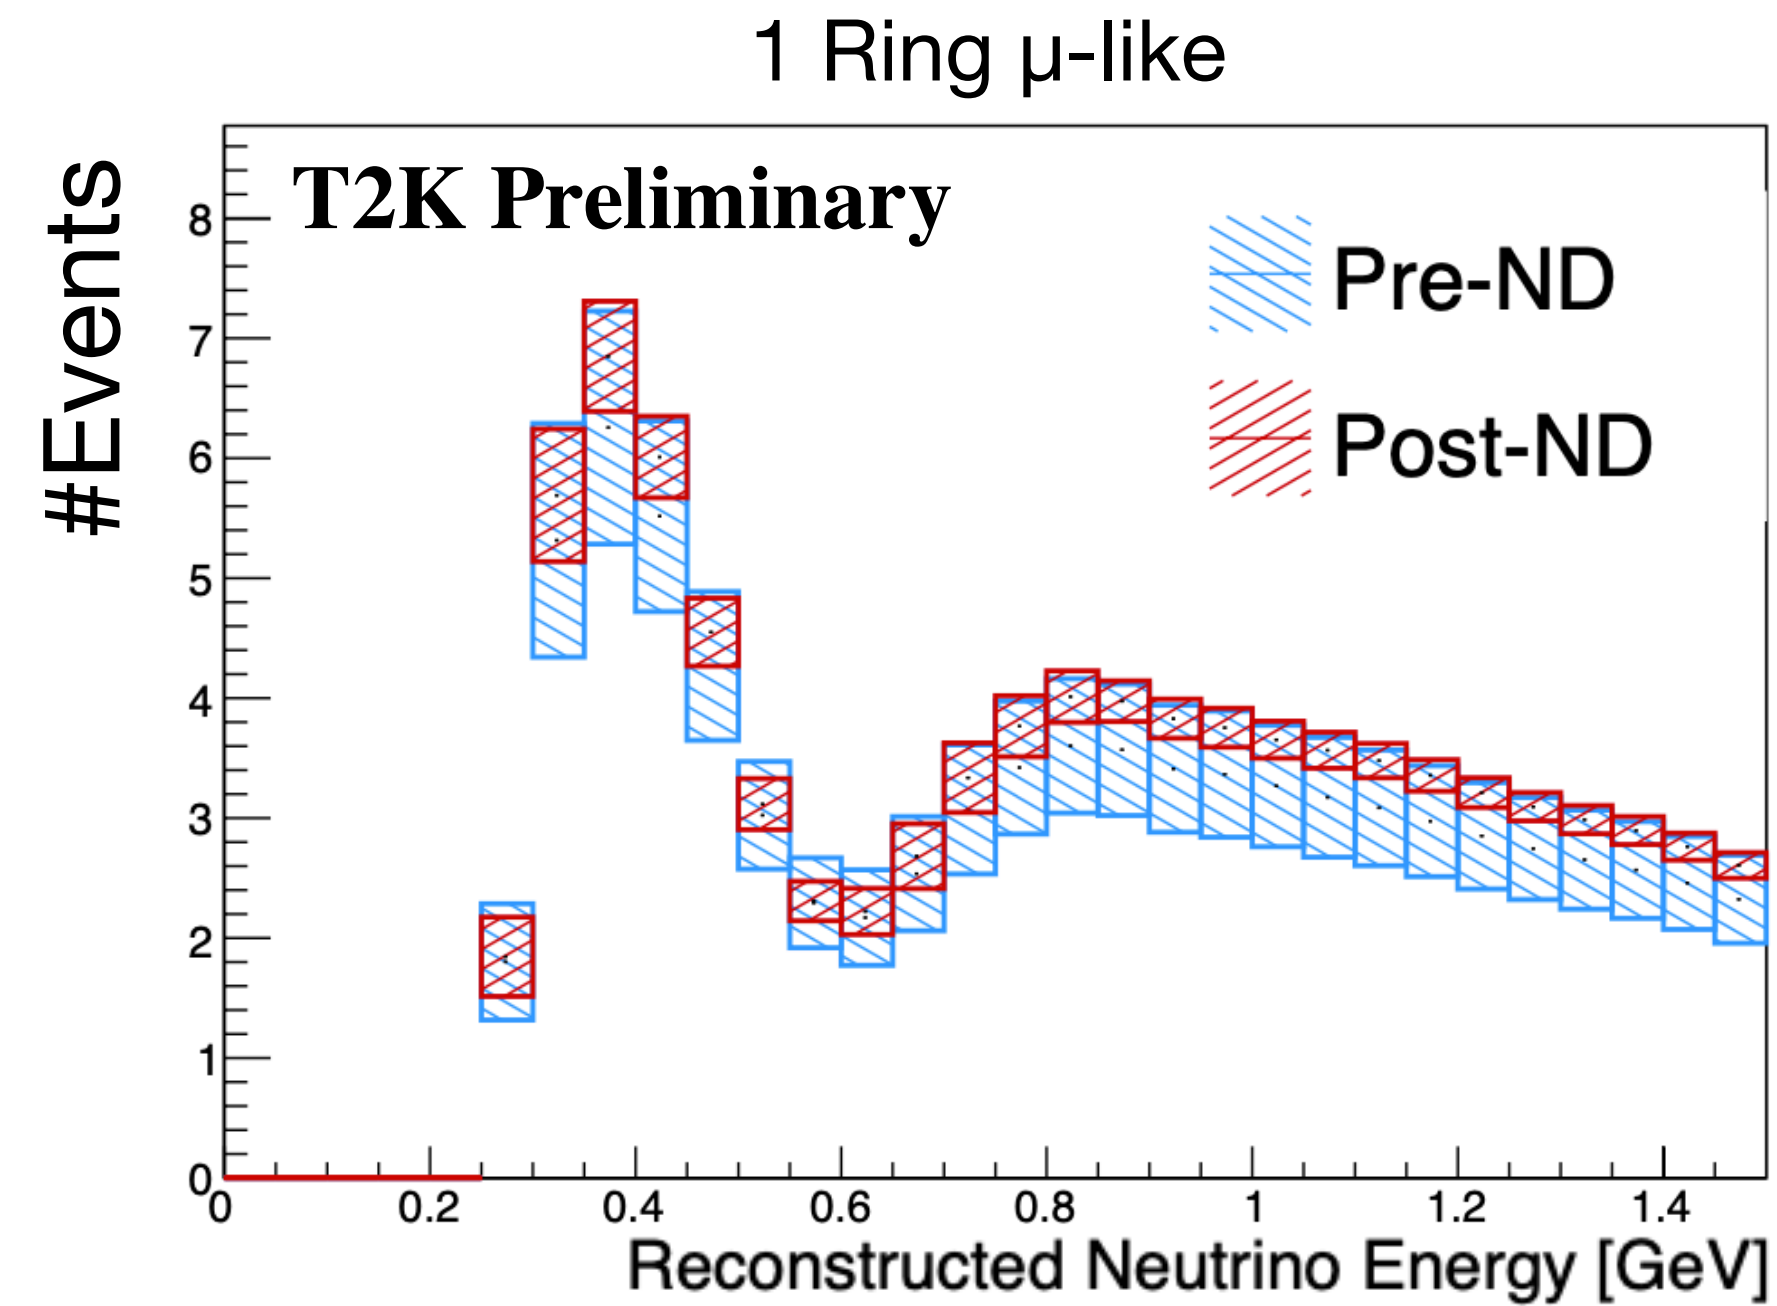 1 Ring μ-like
#Events
T2K Preliminary
Pre-ND
Post-ND
8
7
6
5
4
3
2
1
0
0 0.2 0.4 0.6 0.8 1 1.2 1.4
Reconstructed Neutrino Energy [GeV]